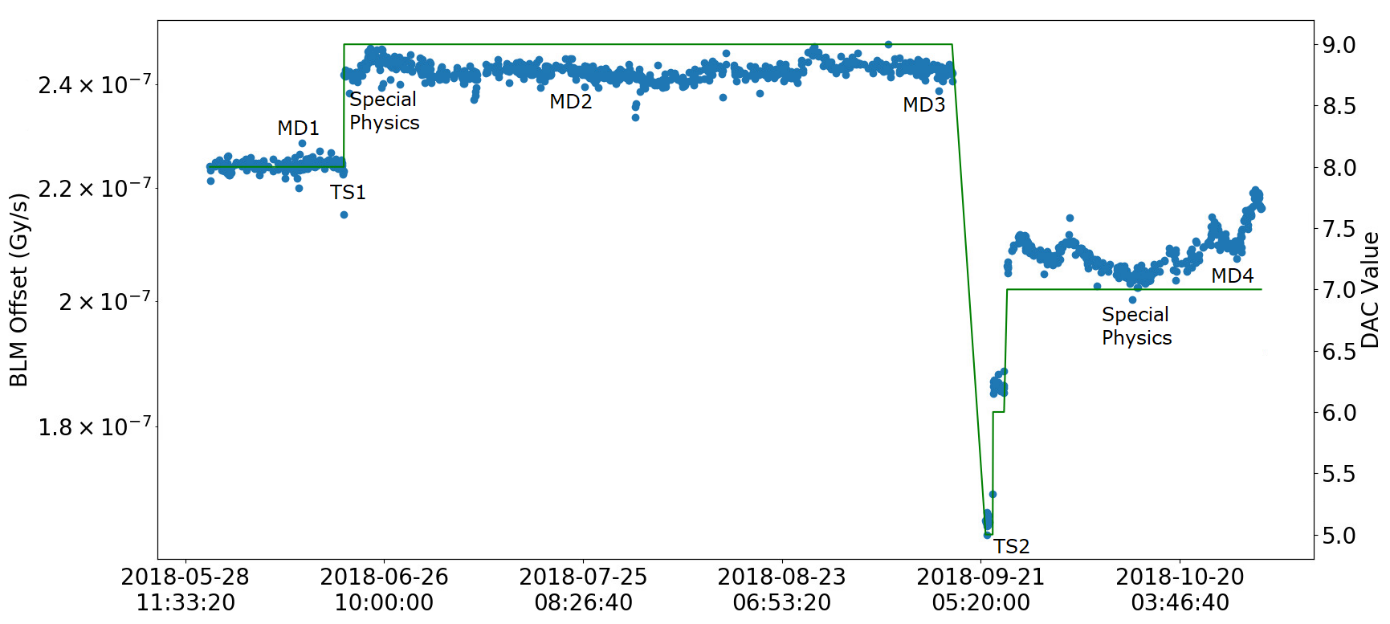 2.4 × 10⁻⁷
2.2 × 10⁻⁷
2 × 10⁻⁷
1.8 × 10⁻⁷
BLM Offset (Gy/s)
MD1
TS1
Special
Physics
MD2
MD3
TS2
Special
Physics
MD4
9.0
8.5
8.0
7.5
7.0
6.5
6.0
5.5
5.0
DAC Value
2018-05-28
11:33:20
2018-06-26
10:00:00
2018-07-25
08:26:40
2018-08-23
06:53:20
2018-09-21
05:20:00
2018-10-20
03:46:40